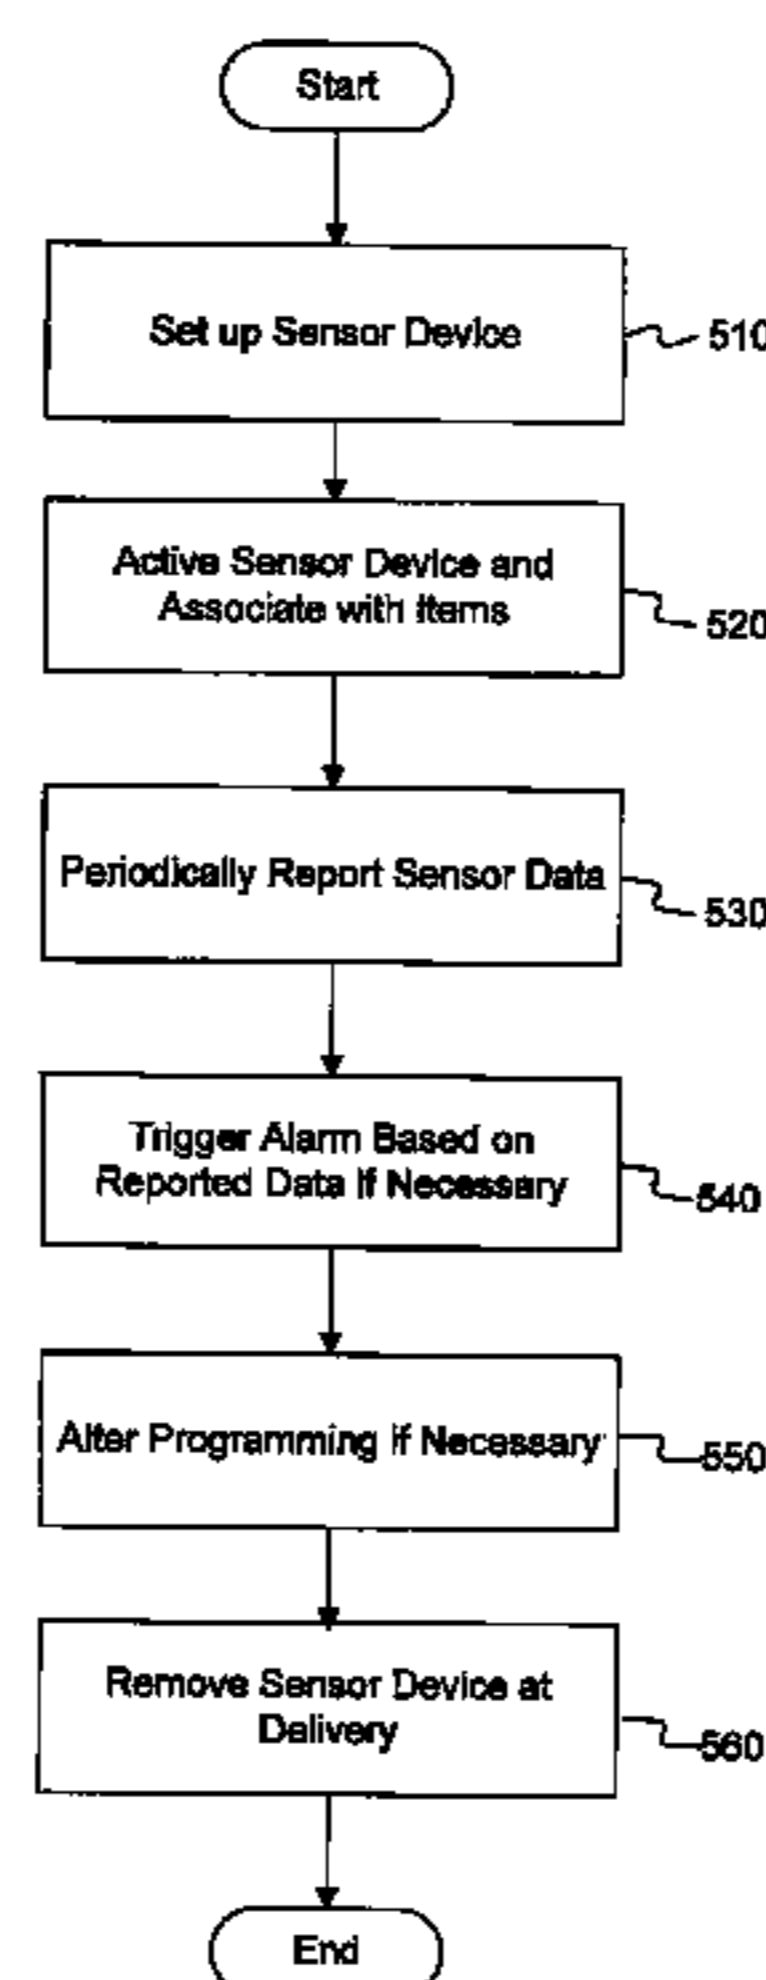 Start
Set up Sensor Device
510
Active Sensor Device and
Associate with Items
520
Periodically Report Sensor Data
530
Trigger Alarm Based on
Reported Data If Necessary
540
Alter Programming If Necessary
550
Remove Sensor Device at
Delivery
560
End